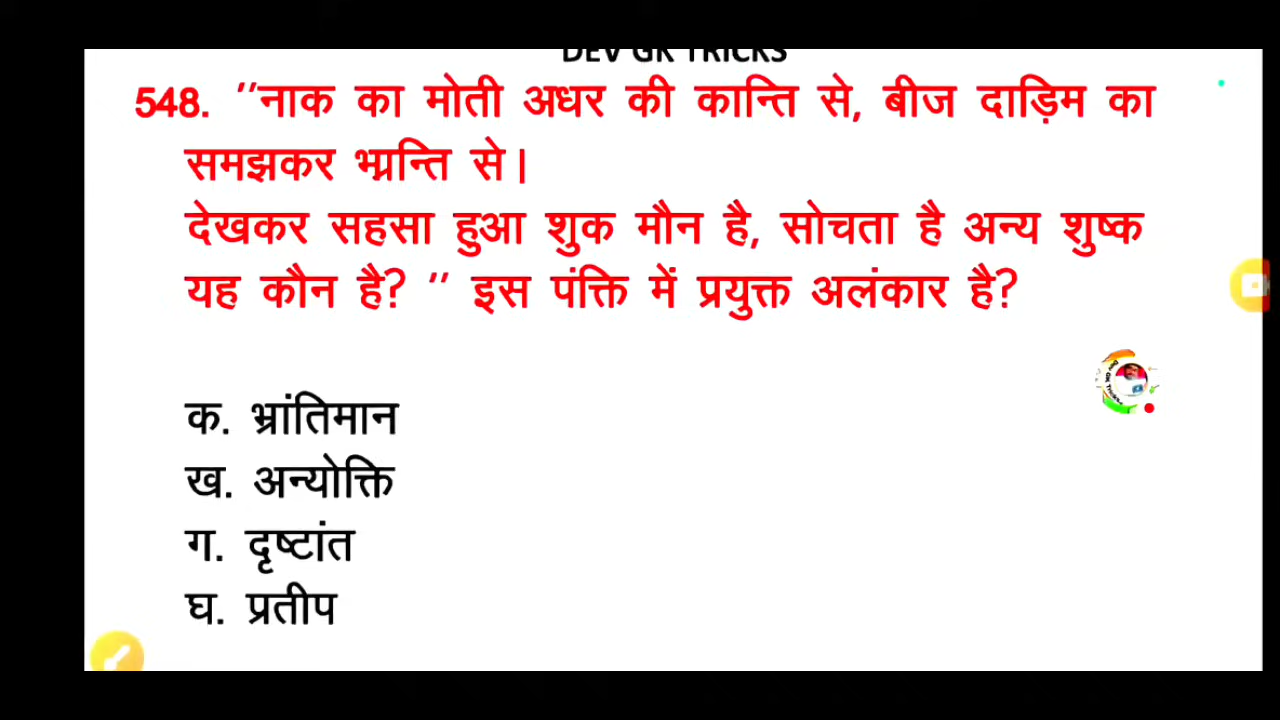 DEV GK TRICKS
548. ’’नाक का मोती अधर की कान्ति से, बीज दाड़िम का
समझकर भ्रान्ति से।
देखकर सहसा हुआ शुक मौन है, सोचता है अन्य शुष्क
यह कौन है? ’’ इस पंक्ति में प्रयुक्त अलंकार है?
क. भ्रांतिमान
ख. अन्योक्ति
ग. दृष्टांत
घ. प्रतीप